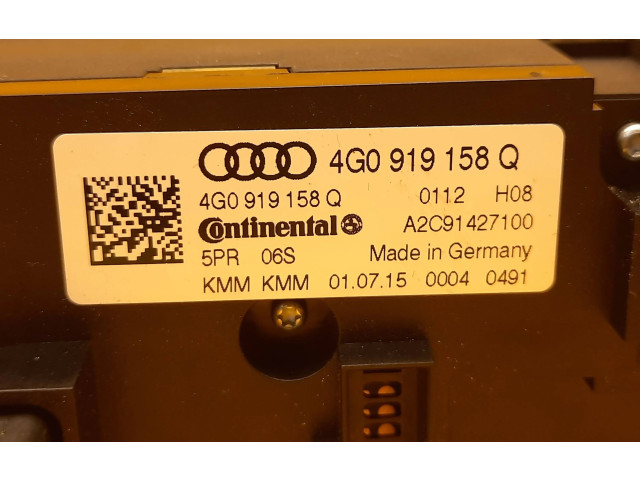 4G0 919 158 Q
4G0 919 158 Q 0112 H08
Continental A2C91427100
5PR 06S Made in Germany
KMM KMM 01.07.15 0004 0491